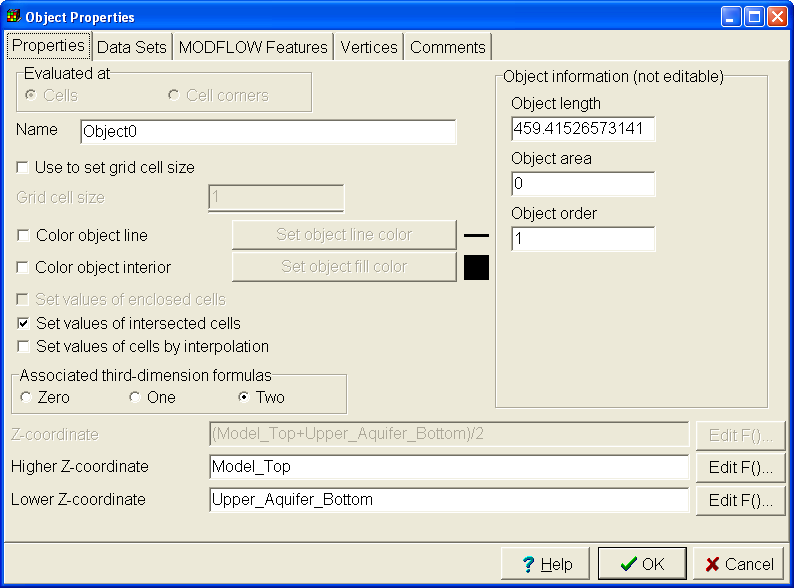 Object Properties
Properties Data Sets MODFLOW Features Vertices Comments
Evaluated at
Cells Cell corners
Name Object0
Use to set grid cell size
Grid cell size 1
Color object line Set object line color
Color object interior Set object fill color
Set values of enclosed cells
Set values of intersected cells
Set values of cells by interpolation
Associated third-dimension formulas
Zero One Two
Object information (not editable)
Object length
459.41526573141
Object area
0
Object order
1
Z-coordinate (Model_Top+Upper_Aquifer_Bottom)/2 Edit F()...
Higher Z-coordinate Model_Top Edit F()...
Lower Z-coordinate Upper_Aquifer_Bottom Edit F()...
? Help OK Cancel